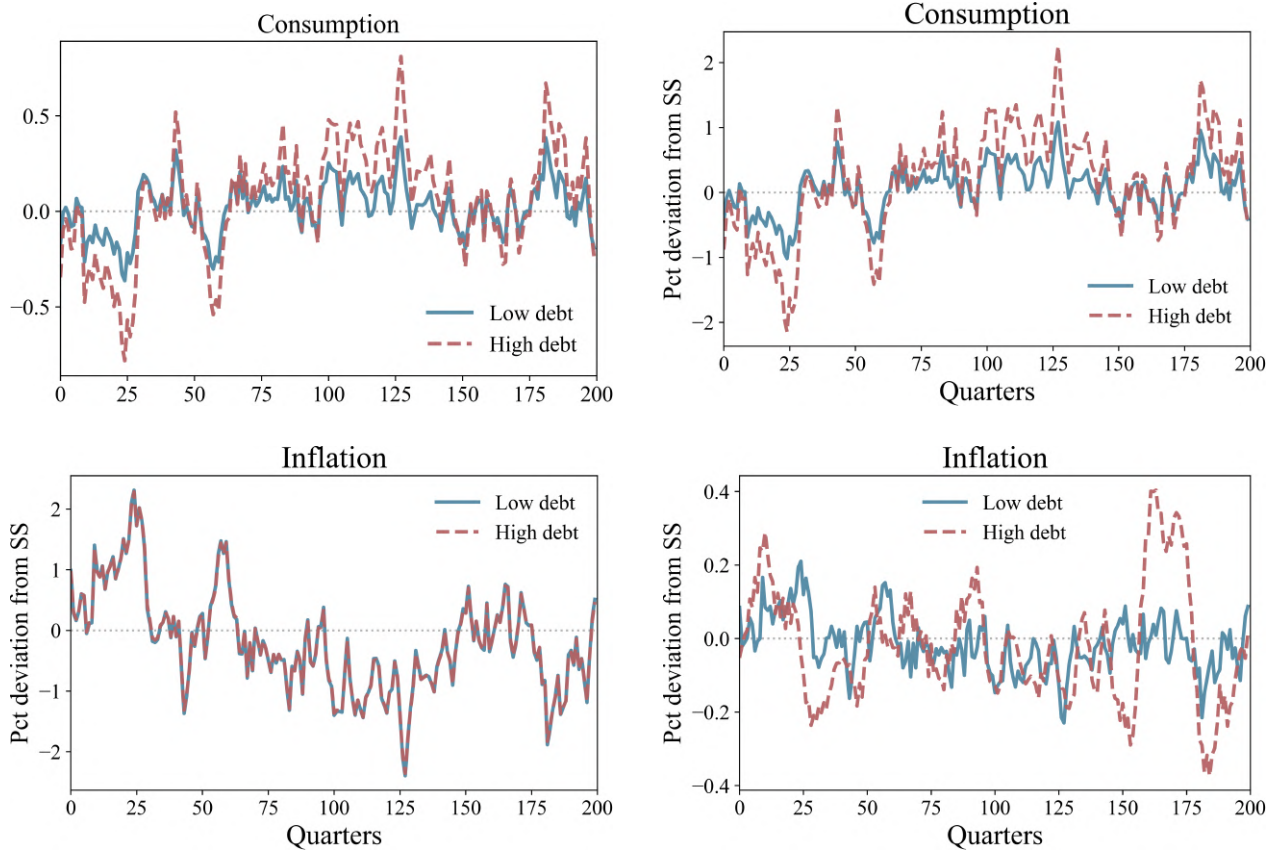 Consumption
0.5
0.0
−0.5
Low debt
High debt
0 25 50 75 100 125 150 175 200
Consumption
Pct deviation from SS
2
1
0
−1
−2
Low debt
High debt
0 25 50 75 100 125 150 175 200
Quarters
Inflation
Pct deviation from SS
2
1
0
−1
−2
Low debt
High debt
0 25 50 75 100 125 150 175 200
Quarters
Inflation
Pct deviation from SS
0.4
0.2
0.0
−0.2
−0.4
Low debt
High debt
0 25 50 75 100 125 150 175 200
Quarters